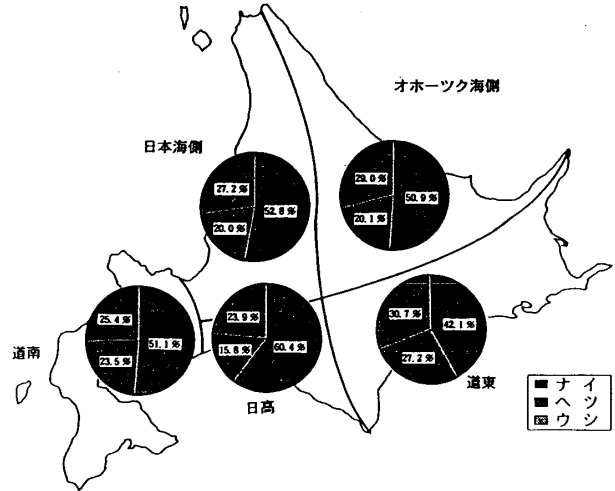 オホーツク海側
日本海側
29.0%
50.9%
20.1%
27.2%
52.8%
20.0%
30.7%
42.1%
27.2%
道東
23.9%
60.4%
15.8%
日高
25.4%
51.1%
23.5%
道南
ナイ
ヘツ
ウシ